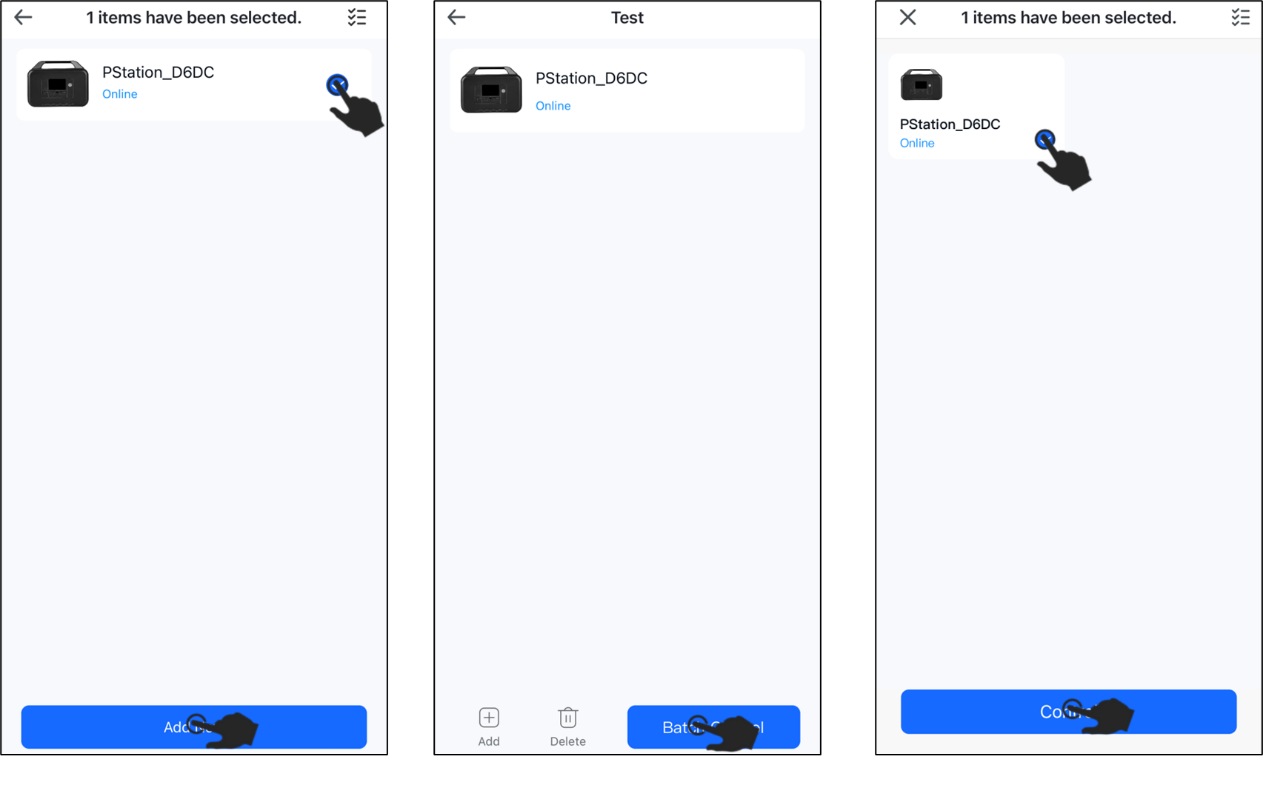 1 items have been selected.
PStation_D6DC
Online
Test
PStation_D6DC
Online
Add
Delete
1 items have been selected.
PStation_D6DC
Online